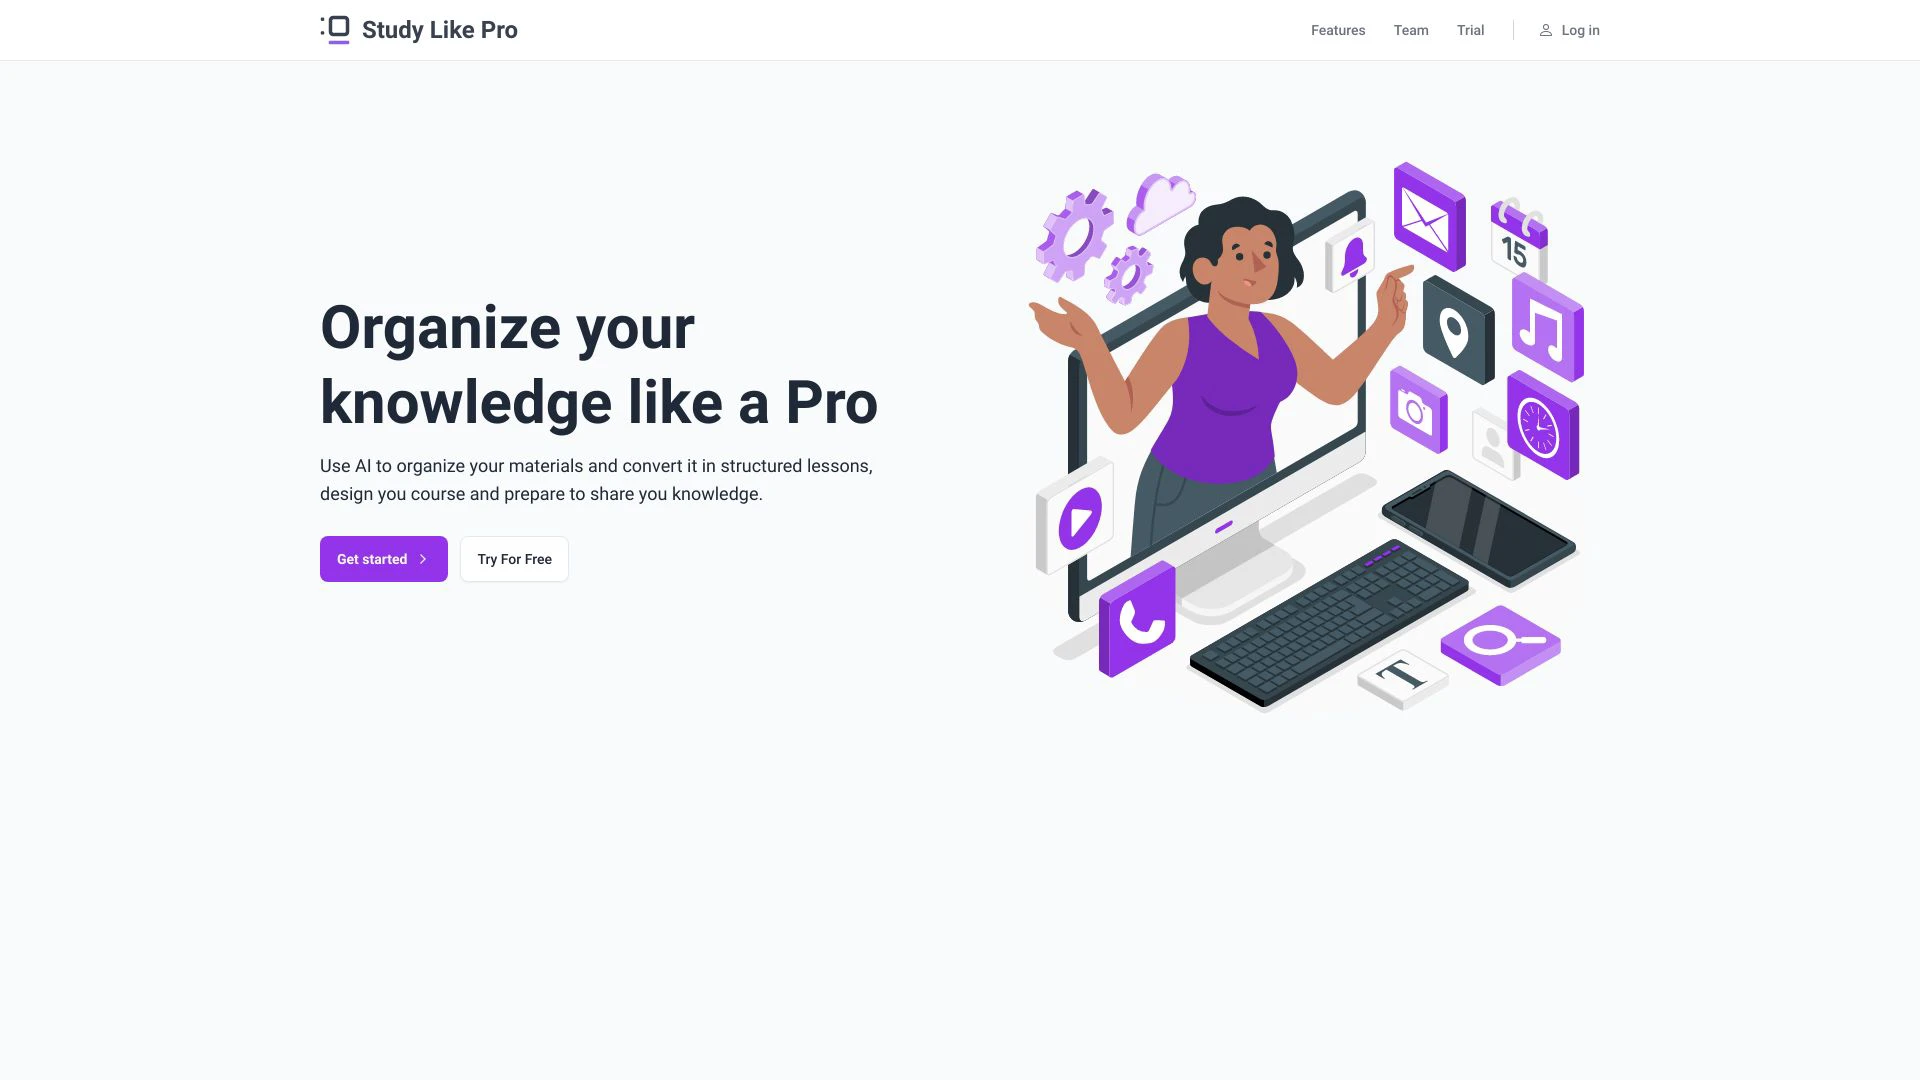 Study Like Pro
Features
Team
Trial
Log in
Organize your
knowledge like a Pro
Use AI to organize your materials and convert it in structured lessons,
design you course and prepare to share you knowledge.
Get started
Try For Free
15
T